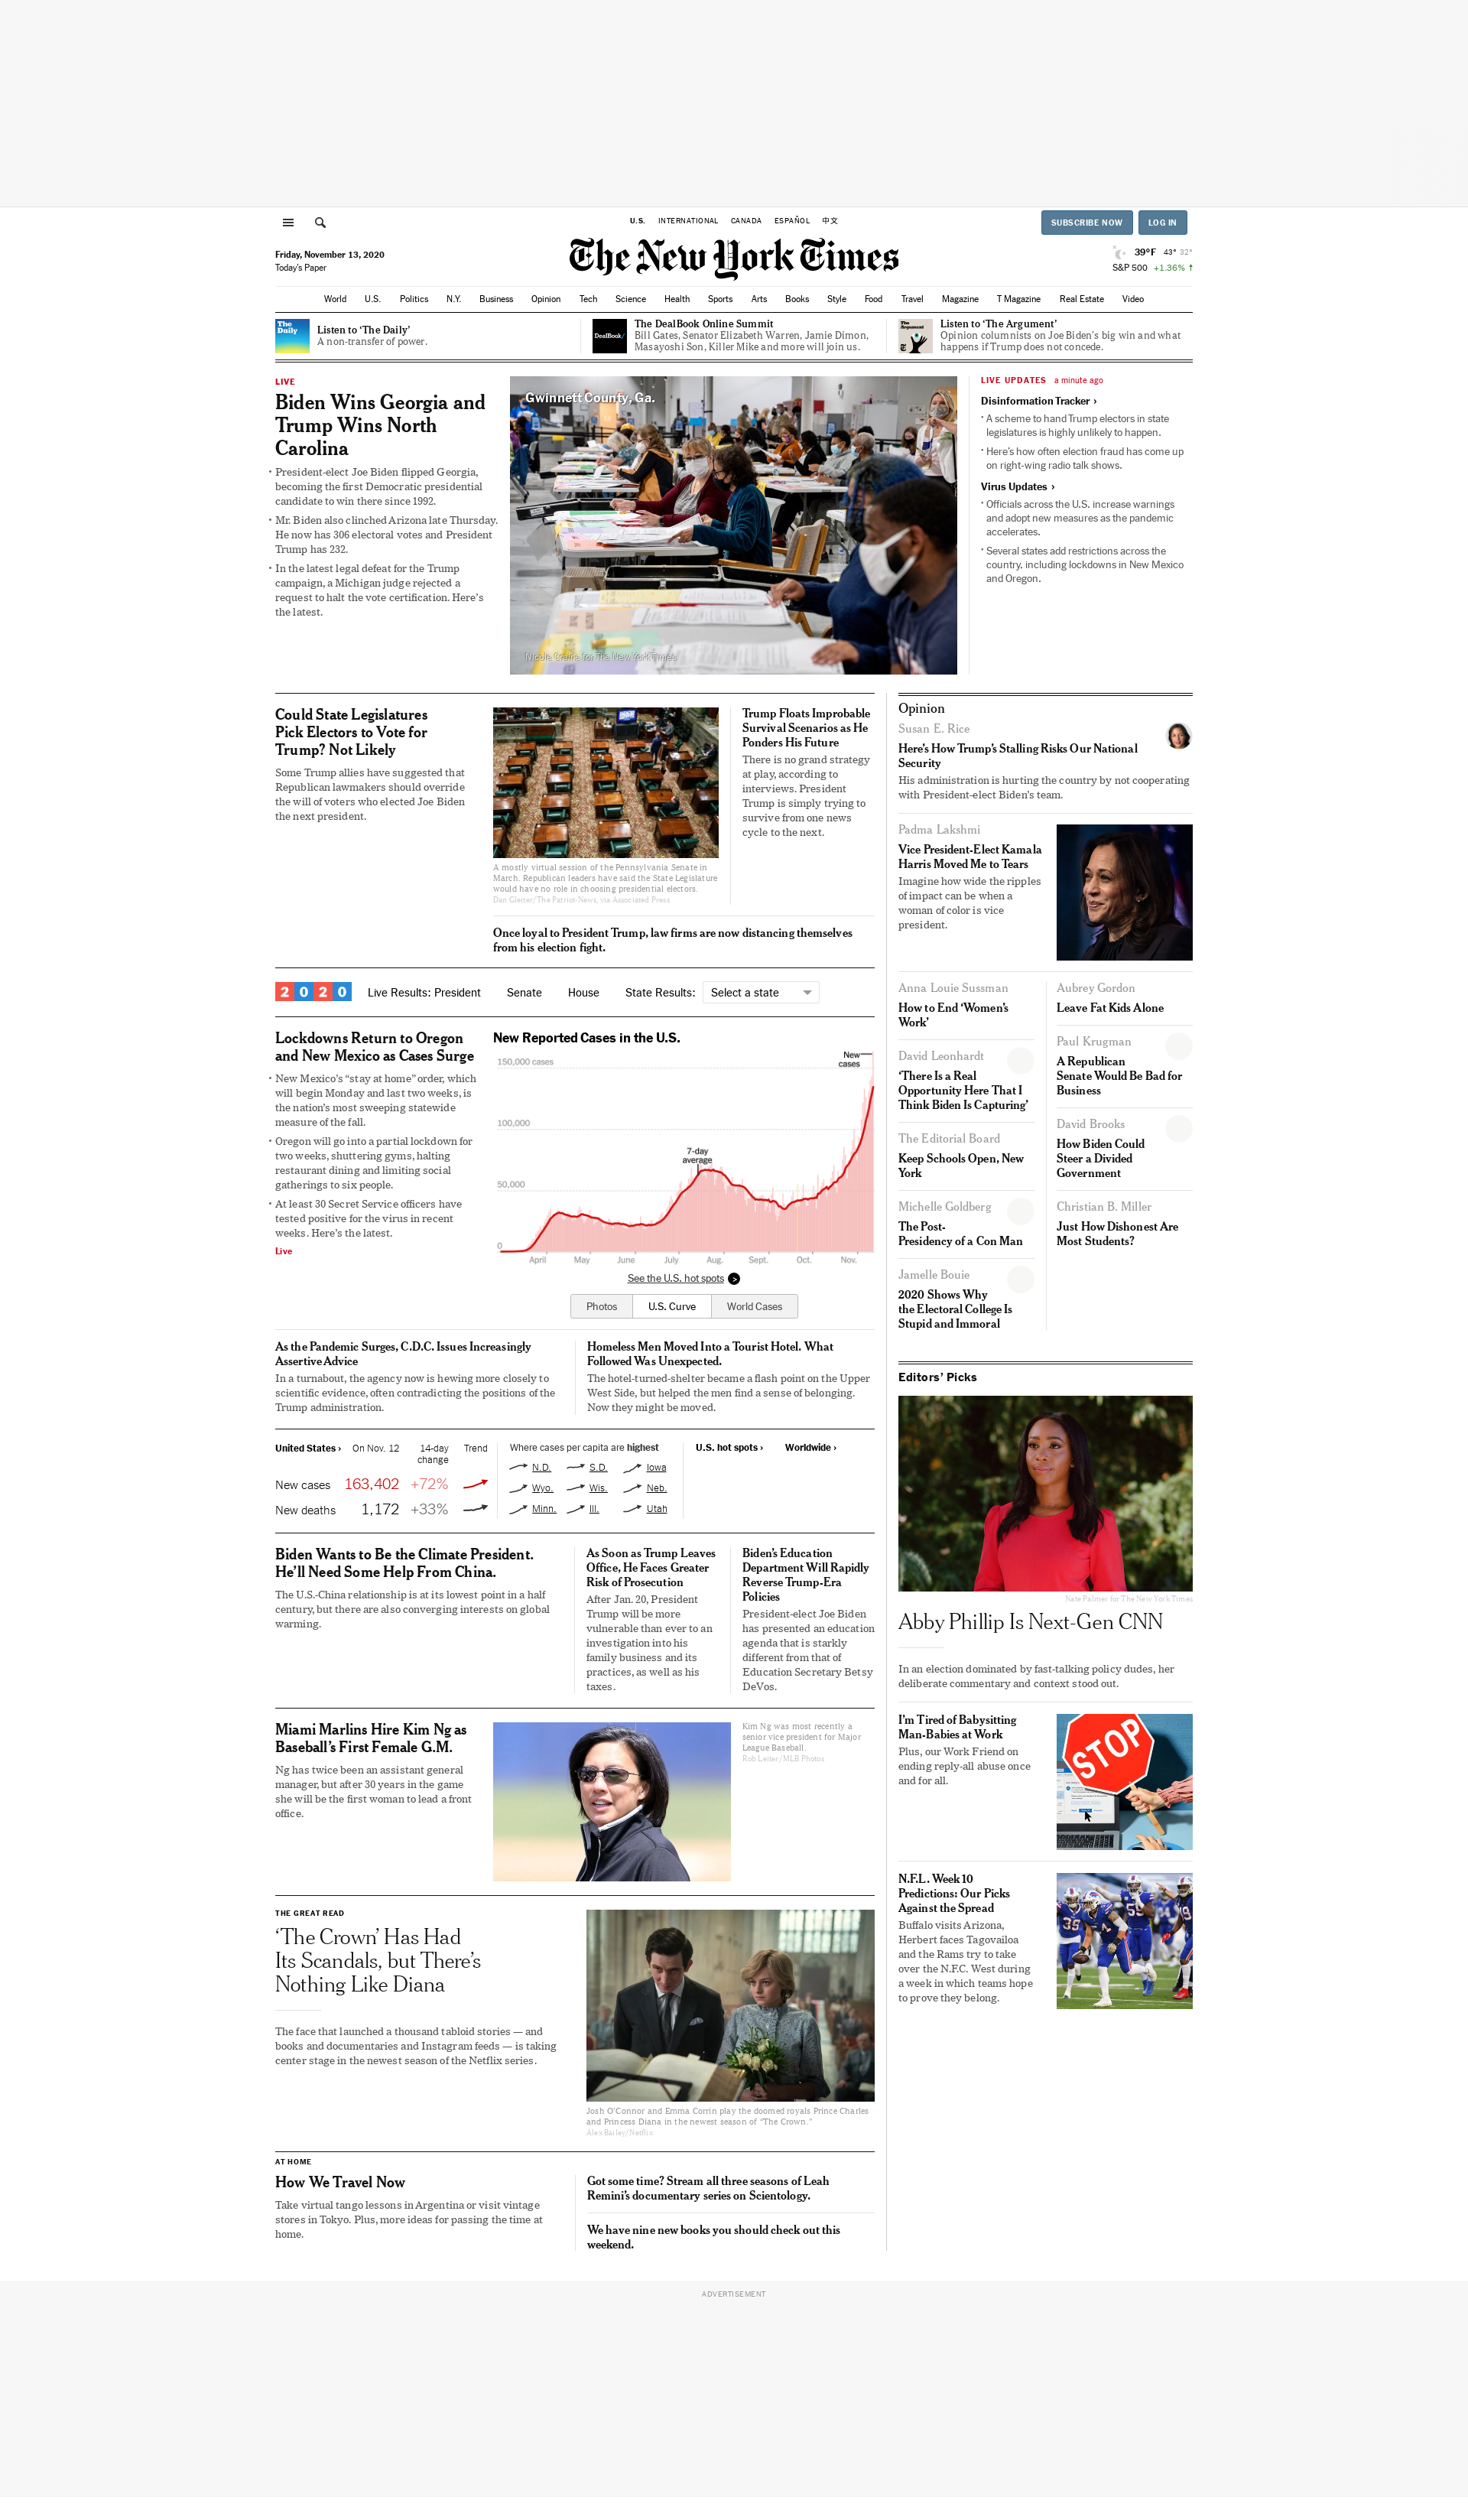 U.S. INTERNATIONAL CANADA ESPAÑOL 中文
SUBSCRIBE NOW LOG IN
Friday, November 13, 2020
Today's Paper
The New York Times
39°F 43° 32°
S&P 500 +1.36% ↑
World U.S. Politics N.Y. Business Opinion Tech Science Health Sports Arts Books Style Food Travel Magazine T Magazine Real Estate Video
The
Daily
Listen to ‘The Daily’
A non-transfer of power.
DealBook/
The DealBook Online Summit
Bill Gates, Senator Elizabeth Warren, Jamie Dimon,
Masayoshi Son, Killer Mike and more will join us.
The
Argument
Listen to ‘The Argument’
Opinion columnists on Joe Biden’s big win and what
happens if Trump does not concede.
LIVE
Biden Wins Georgia and
Trump Wins North
Carolina
• President-elect Joe Biden flipped Georgia,
becoming the first Democratic presidential
candidate to win there since 1992.
• Mr. Biden also clinched Arizona late Thursday.
He now has 306 electoral votes and President
Trump has 232.
• In the latest legal defeat for the Trump
campaign, a Michigan judge rejected a
request to halt the vote certification. Here’s
the latest.
Gwinnett County, Ga.
Nicole Craine for The New York Times
LIVE UPDATES a minute ago
Disinformation Tracker ›
• A scheme to hand Trump electors in state
legislatures is highly unlikely to happen.
• Here’s how often election fraud has come up
on right-wing radio talk shows.
Virus Updates ›
• Officials across the U.S. increase warnings
and adopt new measures as the pandemic
accelerates.
• Several states add restrictions across the
country, including lockdowns in New Mexico
and Oregon.
Could State Legislatures
Pick Electors to Vote for
Trump? Not Likely
Some Trump allies have suggested that
Republican lawmakers should override
the will of voters who elected Joe Biden
the next president.
A mostly virtual session of the Pennsylvania Senate in
March. Republican leaders have said the State Legislature
would have no role in choosing presidential electors.
Dan Gleiter/The Patriot-News, via Associated Press
Trump Floats Improbable
Survival Scenarios as He
Ponders His Future
There is no grand strategy
at play, according to
interviews. President
Trump is simply trying to
survive from one news
cycle to the next.
Once loyal to President Trump, law firms are now distancing themselves
from his election fight.
2020 Live Results: President Senate House State Results: Select a state
Lockdowns Return to Oregon
and New Mexico as Cases Surge
• New Mexico’s “stay at home” order, which
will begin Monday and last two weeks, is
the nation’s most sweeping statewide
measure of the fall.
• Oregon will go into a partial lockdown for
two weeks, shuttering gyms, halting
restaurant dining and limiting social
gatherings to six people.
• At least 30 Secret Service officers have
tested positive for the virus in recent
weeks. Here’s the latest.
Live
New Reported Cases in the U.S.
150,000 cases
New
cases
100,000
7-day
average
50,000
0
April May June July Aug. Sept. Oct. Nov.
See the U.S. hot spots >
Photos U.S. Curve World Cases
As the Pandemic Surges, C.D.C. Issues Increasingly
Assertive Advice
In a turnabout, the agency now is hewing more closely to
scientific evidence, often contradicting the positions of the
Trump administration.
Homeless Men Moved Into a Tourist Hotel. What
Followed Was Unexpected.
The hotel-turned-shelter became a flash point on the Upper
West Side, but helped the men find a sense of belonging.
Now they might be moved.
United States › On Nov. 12 14-day Trend
change
New cases 163,402 +72%
New deaths 1,172 +33%
Where cases per capita are highest
N.D. S.D. Iowa
Wyo. Wis. Neb.
Minn. Ill. Utah
U.S. hot spots › Worldwide ›
Biden Wants to Be the Climate President.
He’ll Need Some Help From China.
The U.S.-China relationship is at its lowest point in a half
century, but there are also converging interests on global
warming.
As Soon as Trump Leaves
Office, He Faces Greater
Risk of Prosecution
After Jan. 20, President
Trump will be more
vulnerable than ever to an
investigation into his
family business and its
practices, as well as his
taxes.
Biden’s Education
Department Will Rapidly
Reverse Trump-Era
Policies
President-elect Joe Biden
has presented an education
agenda that is starkly
different from that of
Education Secretary Betsy
DeVos.
Miami Marlins Hire Kim Ng as
Baseball’s First Female G.M.
Ng has twice been an assistant general
manager, but after 30 years in the game
she will be the first woman to lead a front
office.
Kim Ng was most recently a
senior vice president for Major
League Baseball.
Rob Leiter/MLB Photos
THE GREAT READ
‘The Crown’ Has Had
Its Scandals, but There’s
Nothing Like Diana
The face that launched a thousand tabloid stories — and
books and documentaries and Instagram feeds — is taking
center stage in the newest season of the Netflix series.
Josh O’Connor and Emma Corrin play the doomed royals Prince Charles
and Princess Diana in the newest season of “The Crown.”
Alex Bailey/Netflix
AT HOME
How We Travel Now
Take virtual tango lessons in Argentina or visit vintage
stores in Tokyo. Plus, more ideas for passing the time at
home.
Got some time? Stream all three seasons of Leah
Remini’s documentary series on Scientology.
We have nine new books you should check out this
weekend.
Opinion
Susan E. Rice
Here’s How Trump’s Stalling Risks Our National
Security
His administration is hurting the country by not cooperating
with President-elect Biden’s team.
Padma Lakshmi
Vice President-Elect Kamala
Harris Moved Me to Tears
Imagine how wide the ripples
of impact can be when a
woman of color is vice
president.
Anna Louie Sussman
How to End ‘Women’s
Work’
David Leonhardt
‘There Is a Real
Opportunity Here That I
Think Biden Is Capturing’
The Editorial Board
Keep Schools Open, New
York
Michelle Goldberg
The Post-
Presidency of a Con Man
Jamelle Bouie
2020 Shows Why
the Electoral College Is
Stupid and Immoral
Aubrey Gordon
Leave Fat Kids Alone
Paul Krugman
A Republican
Senate Would Be Bad for
Business
David Brooks
How Biden Could
Steer a Divided
Government
Christian B. Miller
Just How Dishonest Are
Most Students?
Editors’ Picks
Nate Palmer for The New York Times
Abby Phillip Is Next-Gen CNN
In an election dominated by fast-talking policy dudes, her
deliberate commentary and context stood out.
I’m Tired of Babysitting
Man-Babies at Work
Plus, our Work Friend on
ending reply-all abuse once
and for all.
STOP
N.F.L. Week 10
Predictions: Our Picks
Against the Spread
Buffalo visits Arizona,
Herbert faces Tagovailoa
and the Rams try to take
over the N.F.C. West during
a week in which teams hope
to prove they belong.
ADVERTISEMENT